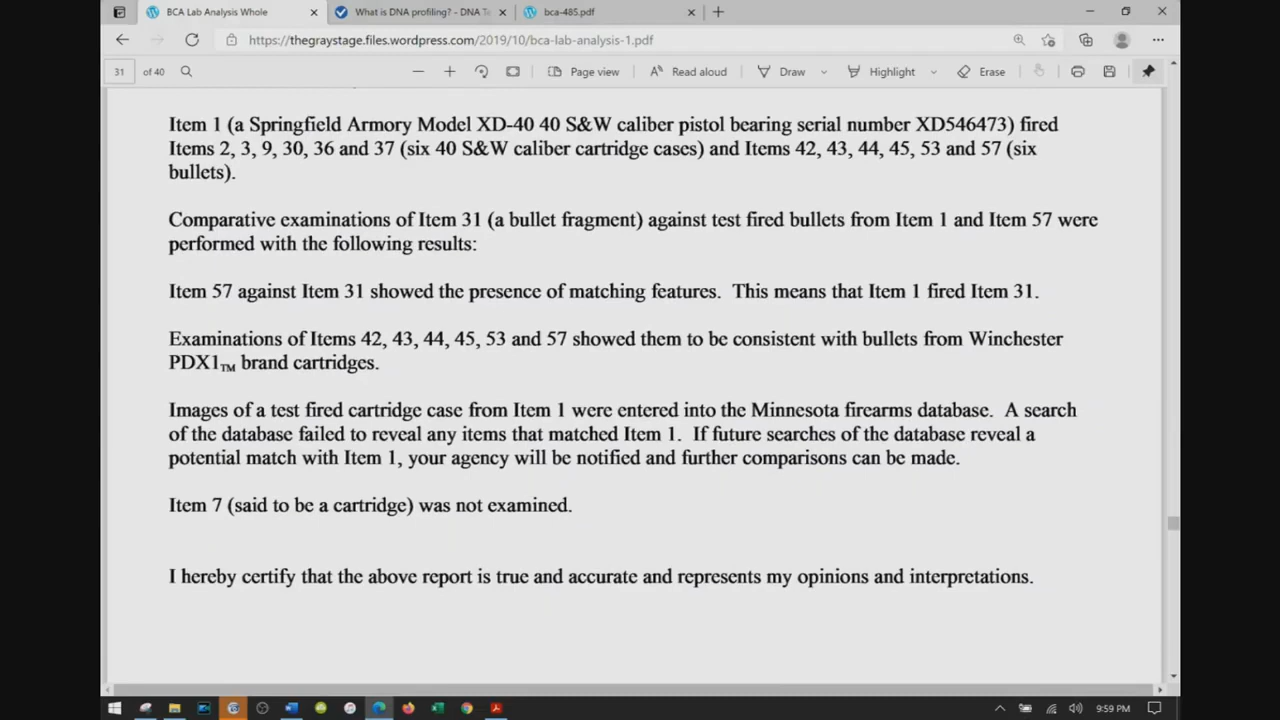 BCA Lab Analysis Whole
What is DNA profiling? - DNA Te
bca-485.pdf
https://thegraystage.files.wordpress.com/2019/10/bca-lab-analysis-1.pdf
31 of 40
Page view
Read aloud
Draw
Highlight
Erase
Item 1 (a Springfield Armory Model XD-40 40 S&W caliber pistol bearing serial number XD546473) fired
Items 2, 3, 9, 30, 36 and 37 (six 40 S&W caliber cartridge cases) and Items 42, 43, 44, 45, 53 and 57 (six
bullets).
Comparative examinations of Item 31 (a bullet fragment) against test fired bullets from Item 1 and Item 57 were
performed with the following results:
Item 57 against Item 31 showed the presence of matching features. This means that Item 1 fired Item 31.
Examinations of Items 42, 43, 44, 45, 53 and 57 showed them to be consistent with bullets from Winchester
PDX1TM brand cartridges.
Images of a test fired cartridge case from Item 1 were entered into the Minnesota firearms database. A search
of the database failed to reveal any items that matched Item 1. If future searches of the database reveal a
potential match with Item 1, your agency will be notified and further comparisons can be made.
Item 7 (said to be a cartridge) was not examined.
I hereby certify that the above report is true and accurate and represents my opinions and interpretations.
9:59 PM